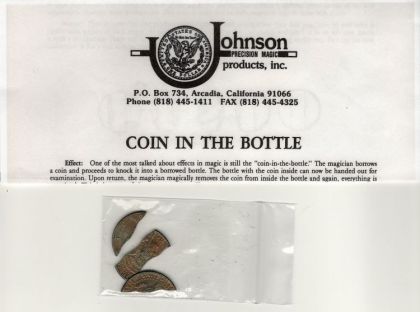 Johnson
PRECISION MAGIC
products, inc.
P.O. Box 734, Arcadia, California 91066
Phone (818) 445-1411 FAX (818) 445-4325
COIN IN THE BOTTLE
Effect: One of the most talked about effects in magic is still the "coin-in-the-bottle." The magician borrows
a coin and proceeds to knock it into a borrowed bottle. The bottle with the coin inside can now be handed out for
examination. Upon return, the magician magically removes the coin from inside the bottle and again, everything is